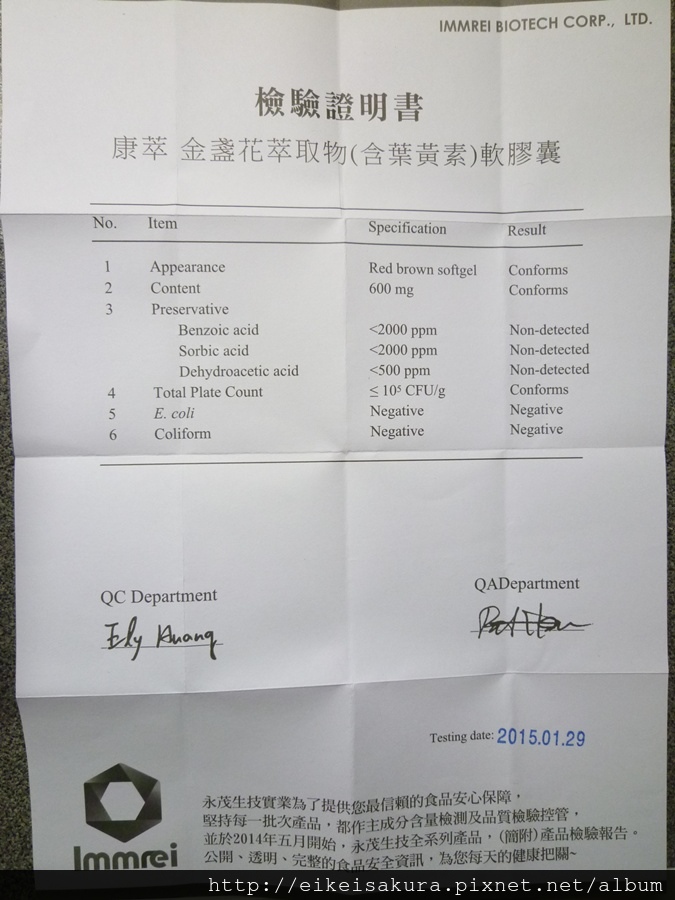 IMMREI BIOTECH CORP., LTD.
檢驗證明書
康萃 金盞花萃取物(含葉黃素)軟膠囊
No. Item Specification Result
1 Appearance Red brown softgel Conforms
2 Content 600 mg Conforms
3 Preservative
Benzoic acid <2000 ppm Non-detected
Sorbic acid <2000 ppm Non-detected
Dehydroacetic acid <500 ppm Non-detected
4 Total Plate Count ≤ 10⁵ CFU/g Conforms
5 E. coli Negative Negative
6 Coliform Negative Negative
QC Department QADepartment
Ely Huang
Testing date: 2015.01.29
永茂生技實業為了提供您最信賴的食品安心保障，
堅持每一批次產品，都作主成分含量檢測及品質檢驗控管，
並於2014年五月開始，永茂生技全系列產品，(簡附)產品檢驗報告。
公開、透明、完整的食品安全資訊，為您每天的健康把關~
Immrei
http://eikeisakura.pixnet.net/album